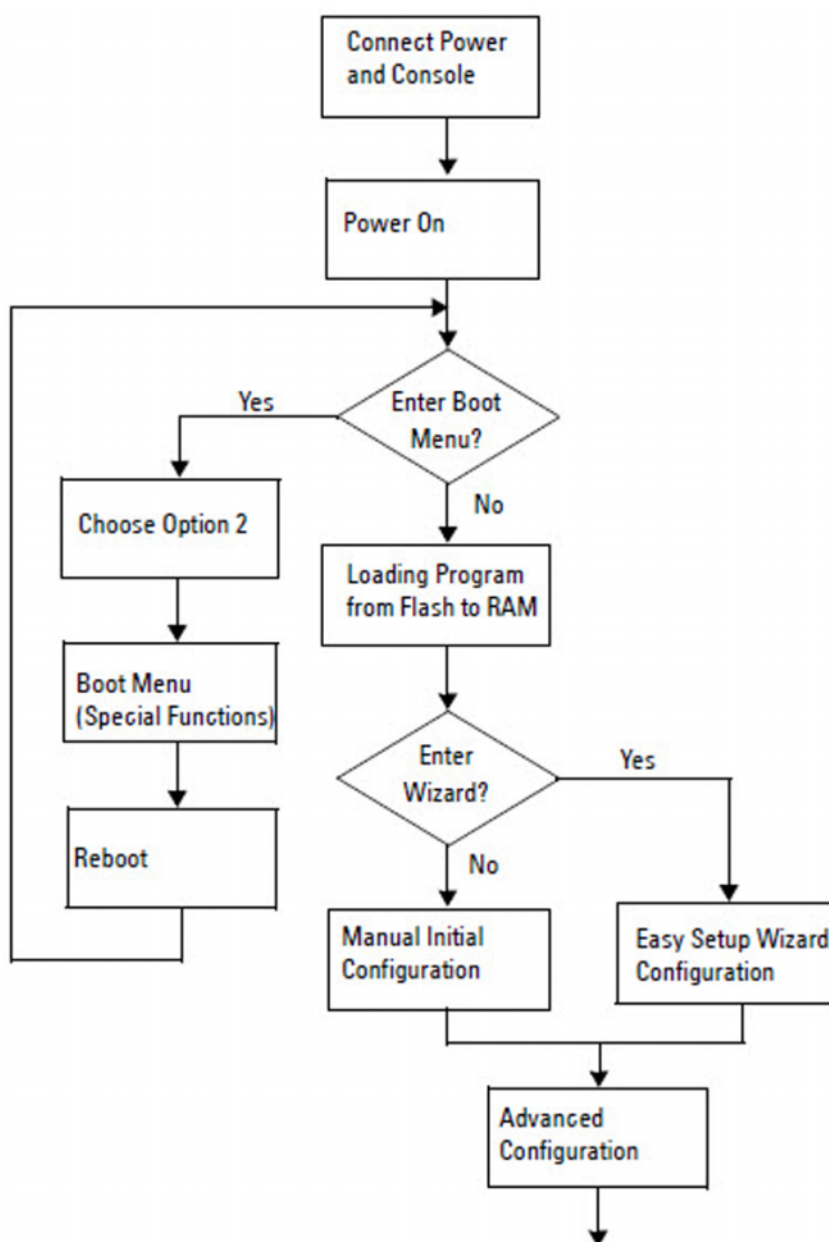 Connect Power
and Console
Power On
Enter Boot
Menu?
Yes
No
Choose Option 2
Loading Program
from Flash to RAM
Boot Menu
(Special Functions)
Enter
Wizard?
Yes
No
Reboot
Manual Initial
Configuration
Easy Setup Wizard
Configuration
Advanced
Configuration